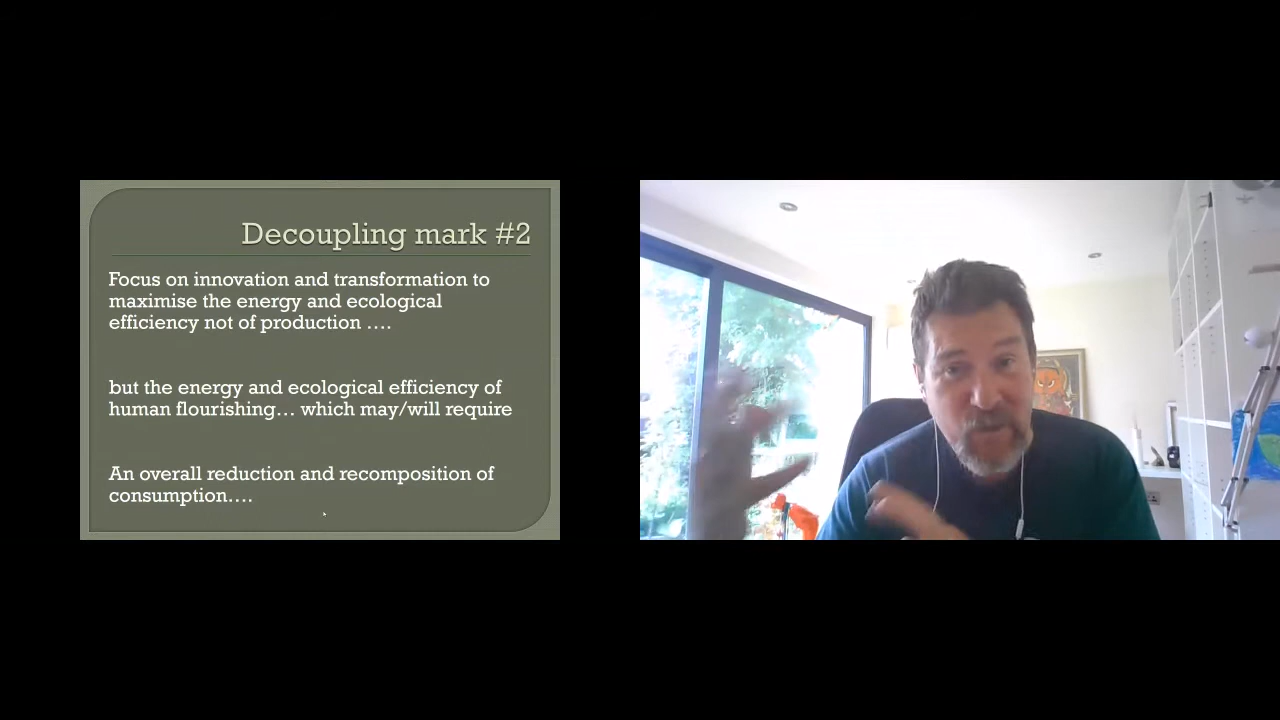 Decoupling mark #2
Focus on innovation and transformation to
maximise the energy and ecological
efficiency not of production ....
but the energy and ecological efficiency of
human flourishing... which may/will require
An overall reduction and recomposition of
consumption....